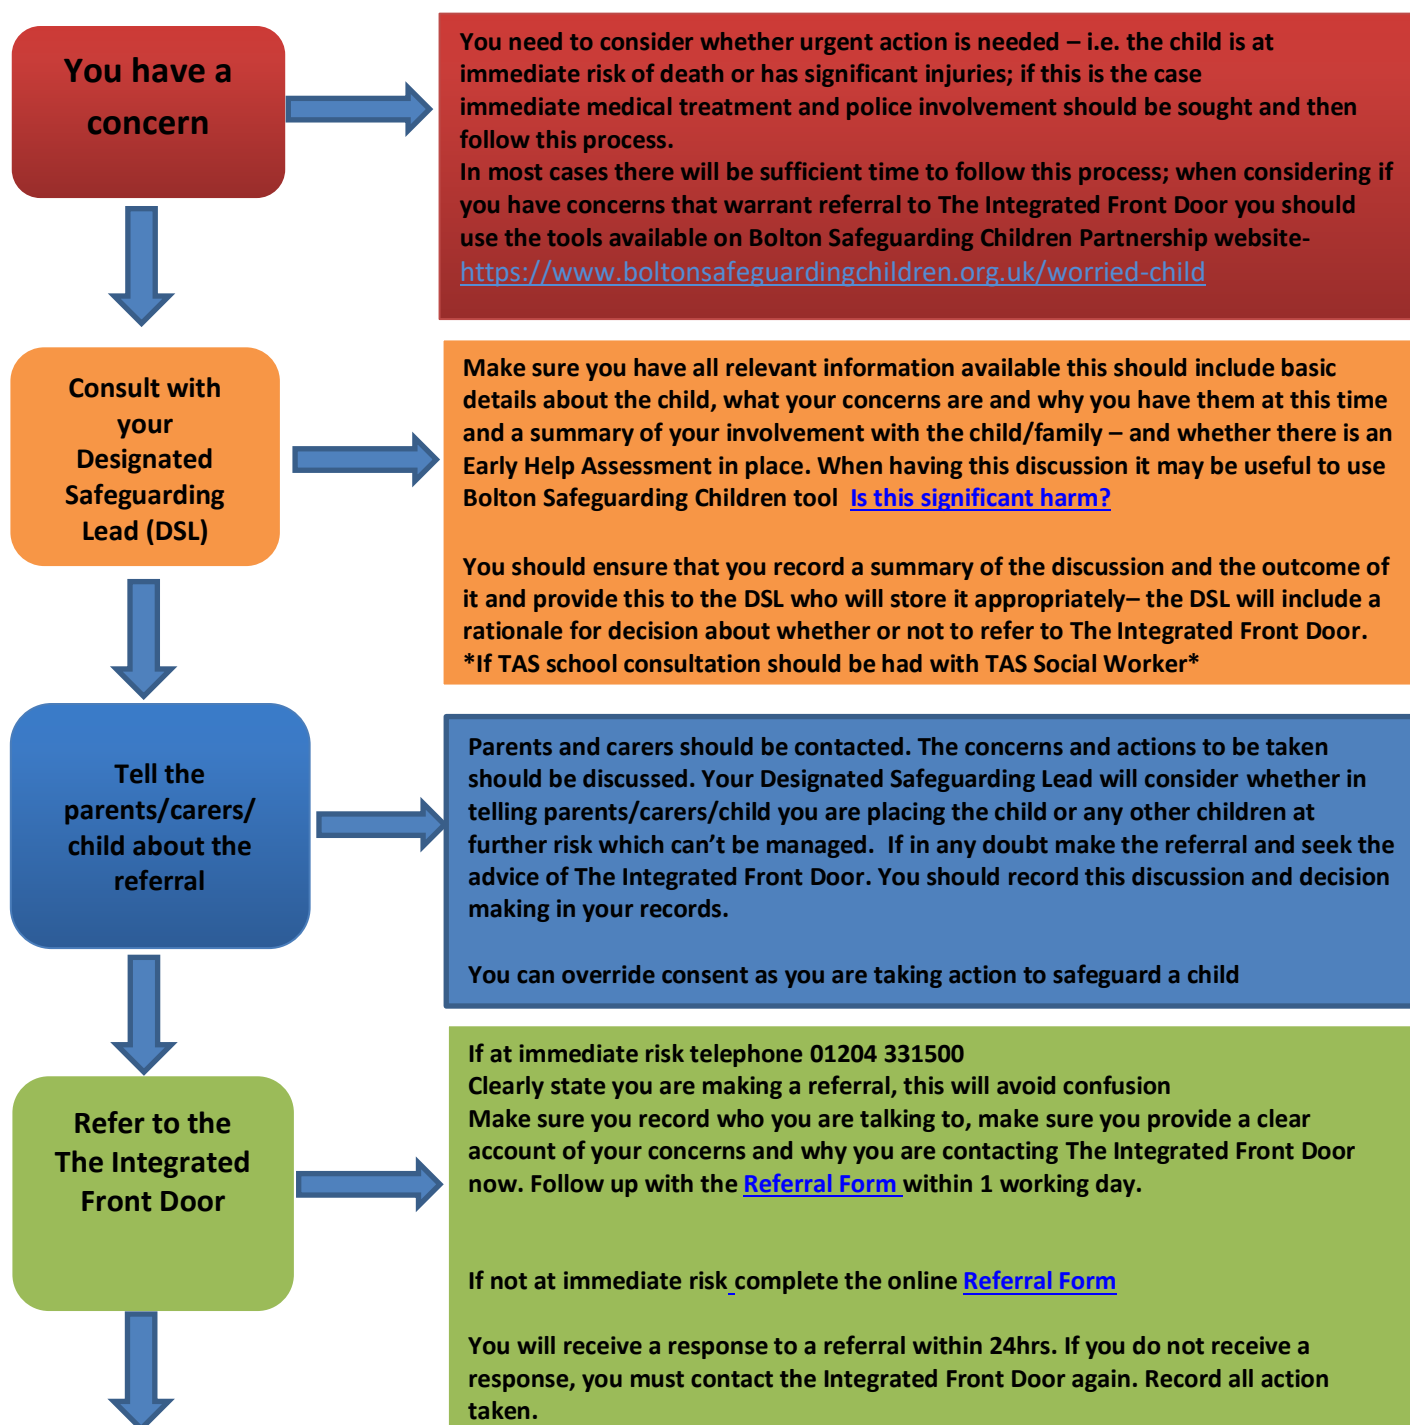 You have a
concern
You need to consider whether urgent action is needed – i.e. the child is at
immediate risk of death or has significant injuries; if this is the case
immediate medical treatment and police involvement should be sought and then
follow this process.
In most cases there will be sufficient time to follow this process; when considering if
you have concerns that warrant referral to The Integrated Front Door you should
use the tools available on Bolton Safeguarding Children Partnership website-
https://www.boltonsafeguardingchildren.org.uk/worried-child
Consult with
your
Designated
Safeguarding
Lead (DSL)
Make sure you have all relevant information available this should include basic
details about the child, what your concerns are and why you have them at this time
and a summary of your involvement with the child/family – and whether there is an
Early Help Assessment in place. When having this discussion it may be useful to use
Bolton Safeguarding Children tool  Is this significant harm?
You should ensure that you record a summary of the discussion and the outcome of
it and provide this to the DSL who will store it appropriately– the DSL will include a
rationale for decision about whether or not to refer to The Integrated Front Door.
*If TAS school consultation should be had with TAS Social Worker*
Tell the
parents/carers/
child about the
referral
Parents and carers should be contacted. The concerns and actions to be taken
should be discussed. Your Designated Safeguarding Lead will consider whether in
telling parents/carers/child you are placing the child or any other children at
further risk which can’t be managed.  If in any doubt make the referral and seek the
advice of The Integrated Front Door. You should record this discussion and decision
making in your records.
You can override consent as you are taking action to safeguard a child
Refer to the
The Integrated
Front Door
If at immediate risk telephone 01204 331500
Clearly state you are making a referral, this will avoid confusion
Make sure you record who you are talking to, make sure you provide a clear
account of your concerns and why you are contacting The Integrated Front Door
now. Follow up with the Referral Form within 1 working day.
If not at immediate risk complete the online Referral Form
You will receive a response to a referral within 24hrs. If you do not receive a
response, you must contact the Integrated Front Door again. Record all action
taken.